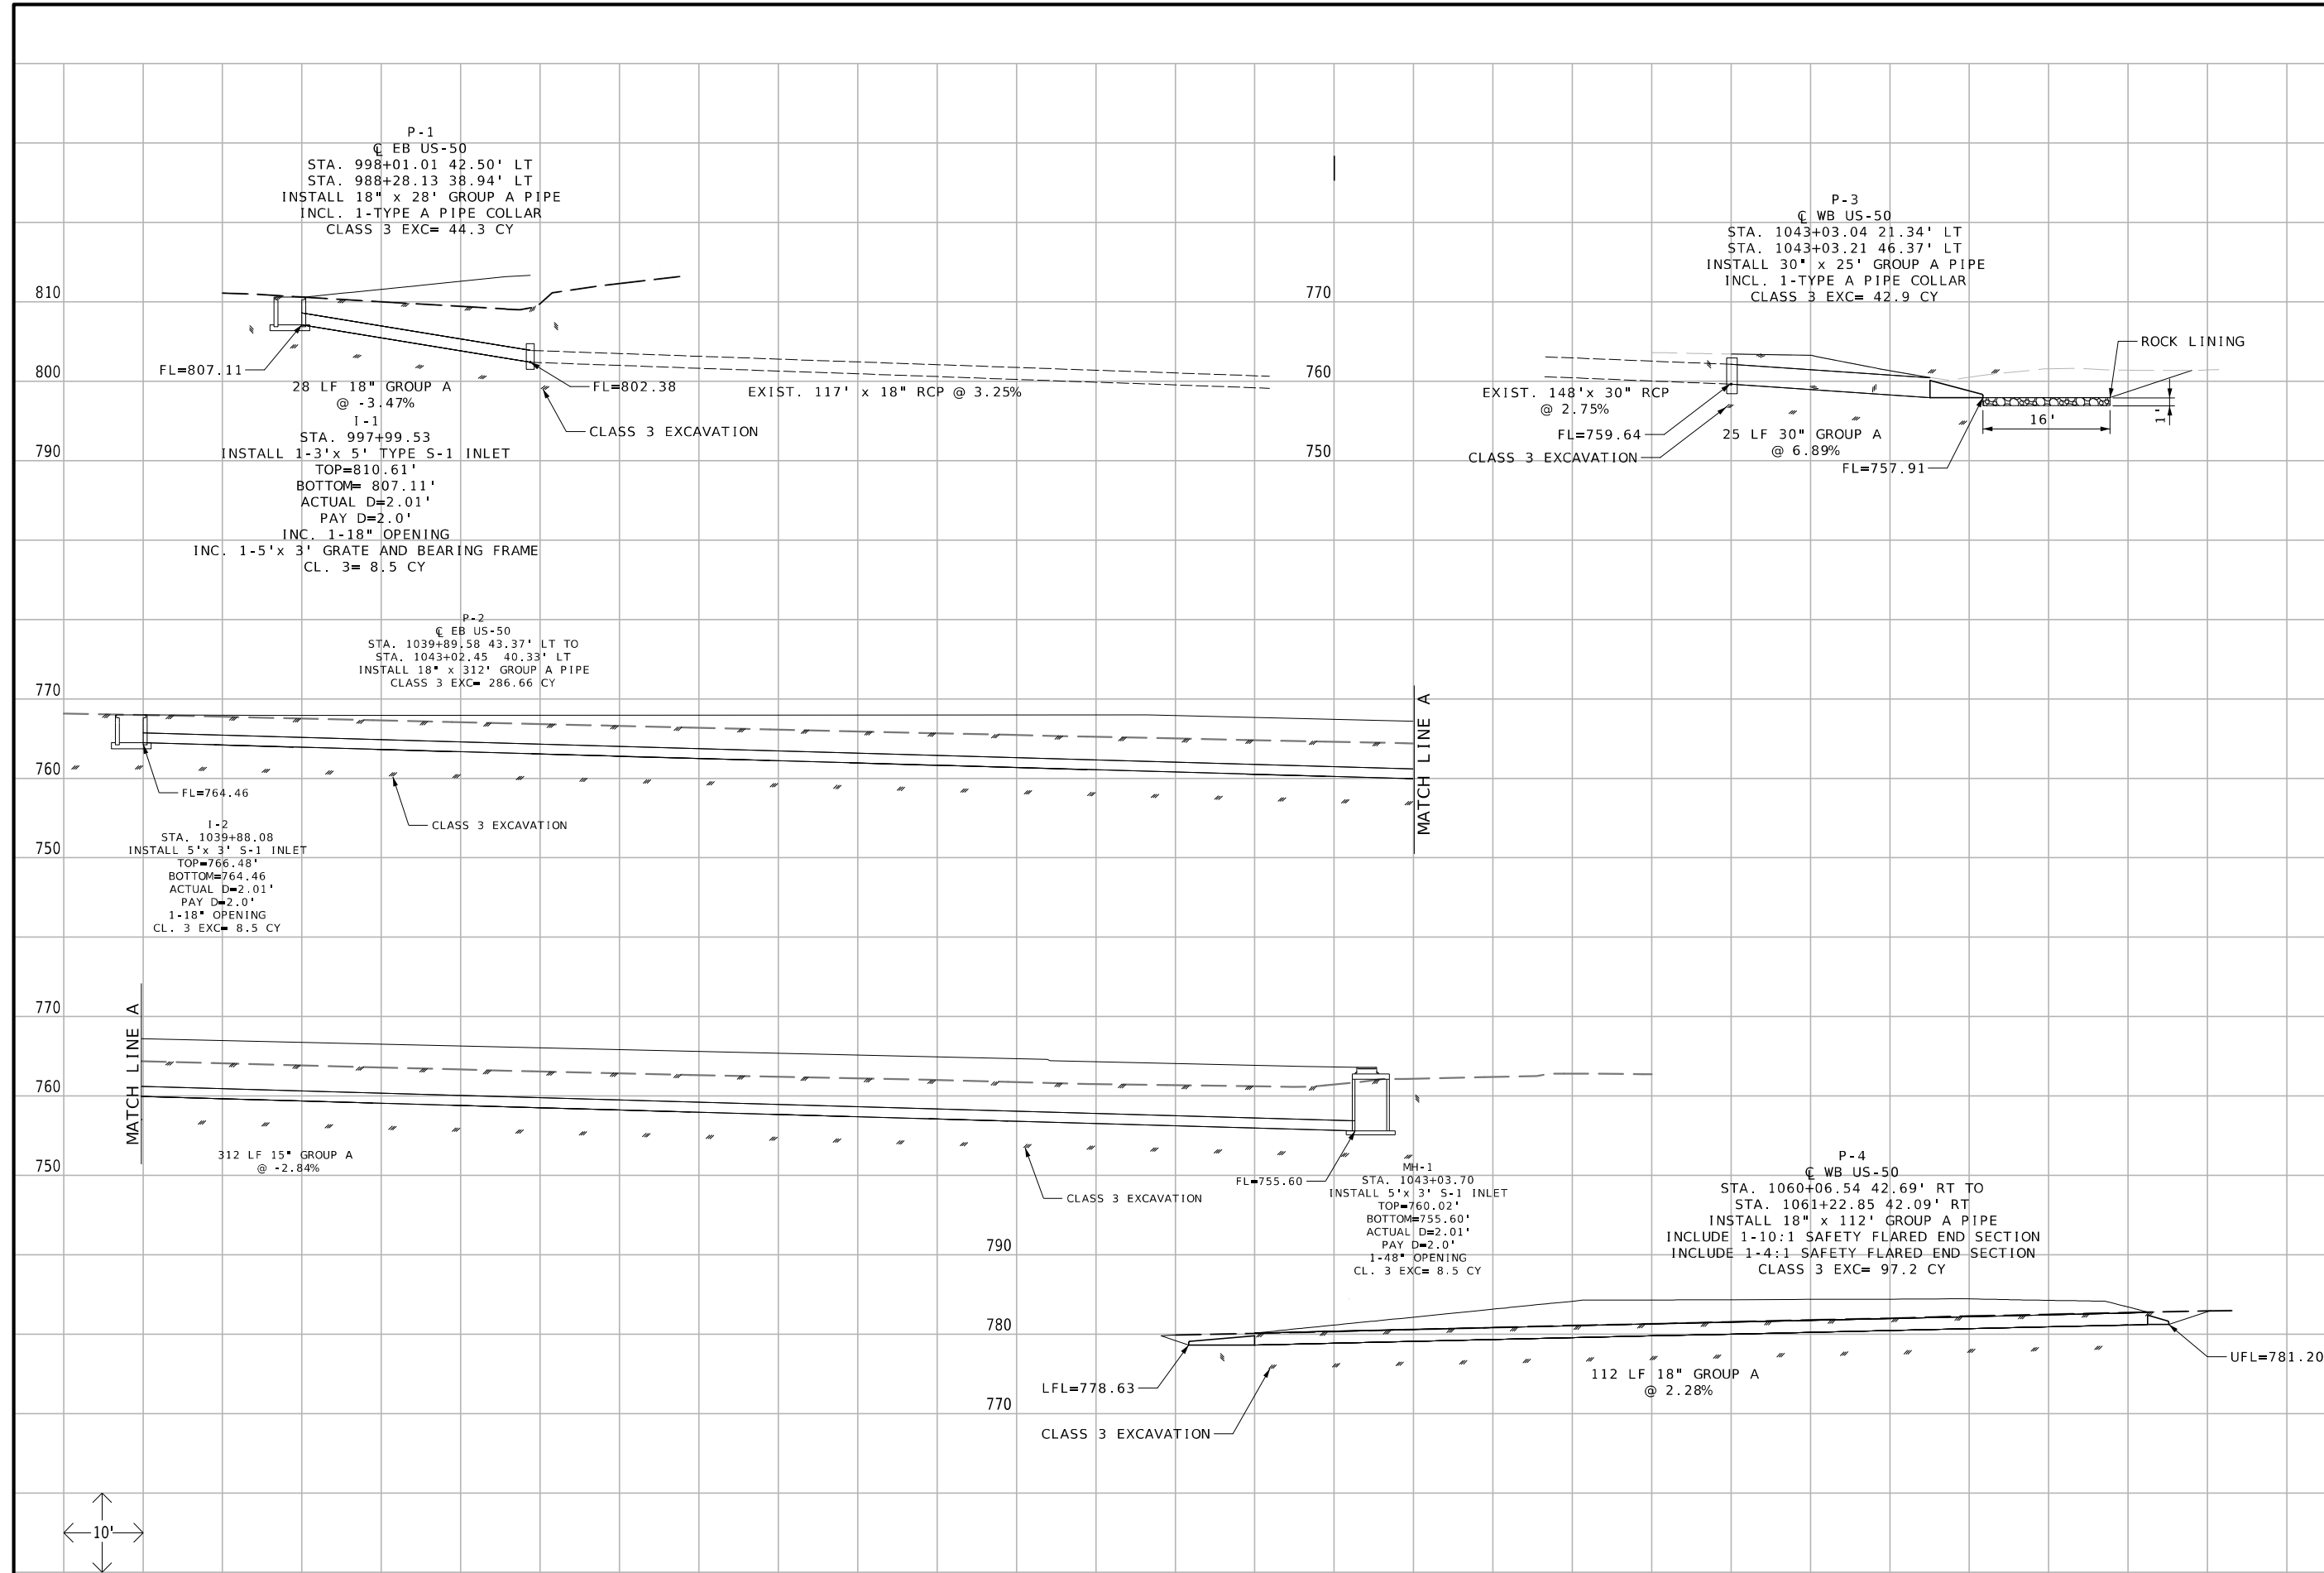 P-1
℄ EB US-50
STA. 998+01.01 42.50' LT
STA. 988+28.13 38.94' LT
INSTALL 18" x 28' GROUP A PIPE
INCL. 1-TYPE A PIPE COLLAR
CLASS 3 EXC= 44.3 CY
810
800
790
FL=807.11
28 LF 18" GROUP A
@ -3.47%
FL=802.38
CLASS 3 EXCAVATION
EXIST. 117' x 18" RCP @ 3.25%
I-1
STA. 997+99.53
INSTALL 1-3'x 5' TYPE S-1 INLET
TOP=810.61'
BOTTOM= 807.11'
ACTUAL D=2.01'
PAY D=2.0'
INC. 1-18" OPENING
INC. 1-5'x 3' GRATE AND BEARING FRAME
CL. 3= 8.5 CY
P-3
℄ WB US-50
STA. 1043+03.04 21.34' LT
STA. 1043+03.21 46.37' LT
INSTALL 30" x 25' GROUP A PIPE
INCL. 1-TYPE A PIPE COLLAR
CLASS 3 EXC= 42.9 CY
770
760
750
ROCK LINING
EXIST. 148'x 30" RCP
@ 2.75%
FL=759.64
CLASS 3 EXCAVATION
25 LF 30" GROUP A
@ 6.89%
FL=757.91
16'
1'
P-2
℄ EB US-50
STA. 1039+89.58 43.37' LT TO
STA. 1043+02.45 40.33' LT
INSTALL 18" x 312' GROUP A PIPE
CLASS 3 EXC= 286.66 CY
770
760
750
MATCH LINE A
FL=764.46
CLASS 3 EXCAVATION
I-2
STA. 1039+88.08
INSTALL 5'x 3' S-1 INLET
TOP=766.48'
BOTTOM=764.46
ACTUAL D=2.01'
PAY D=2.0'
1-18" OPENING
CL. 3 EXC= 8.5 CY
770
760
750
MATCH LINE A
312 LF 15" GROUP A
@ -2.84%
CLASS 3 EXCAVATION
FL=755.60
MH-1
STA. 1043+03.70
INSTALL 5'x 3' S-1 INLET
TOP=760.02'
BOTTOM=755.60'
ACTUAL D=2.01'
PAY D=2.0'
1-48" OPENING
CL. 3 EXC= 8.5 CY
P-4
℄ WB US-50
STA. 1060+06.54 42.69' RT TO
STA. 1061+22.85 42.09' RT
INSTALL 18" x 112' GROUP A PIPE
INCLUDE 1-10:1 SAFETY FLARED END SECTION
INCLUDE 1-4:1 SAFETY FLARED END SECTION
CLASS 3 EXC= 97.2 CY
790
780
770
LFL=778.63
CLASS 3 EXCAVATION
112 LF 18" GROUP A
@ 2.28%
UFL=781.20
10'